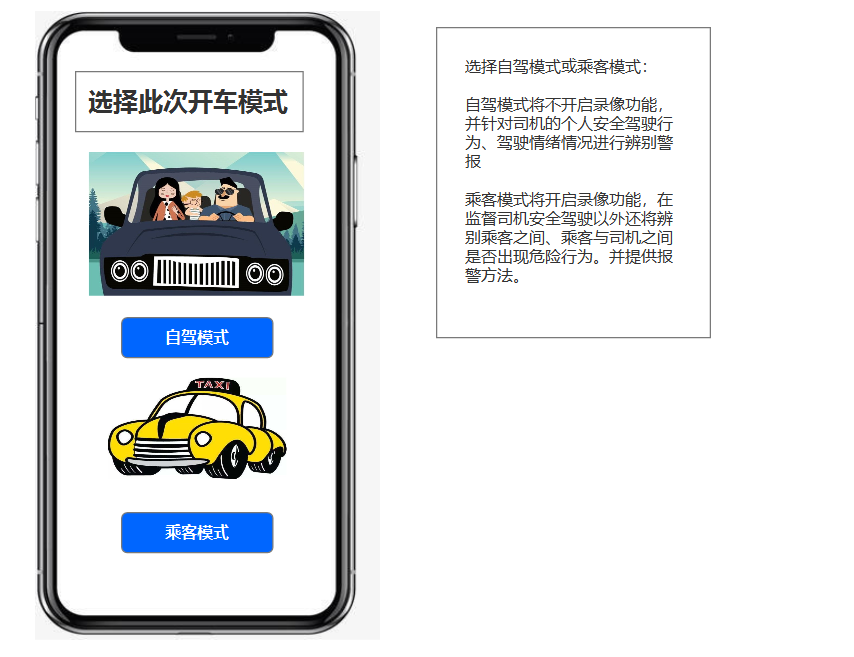 选择此次开车模式
自驾模式
TAXI
乘客模式
选择自驾模式或乘客模式：
自驾模式将不开启录像功能，
并针对司机的个人安全驾驶行
为、驾驶情绪情况进行辨别警
报
乘客模式将开启录像功能，在
监督司机安全驾驶以外还将辨
别乘客之间、乘客与司机之间
是否出现危险行为。并提供报
警方法。